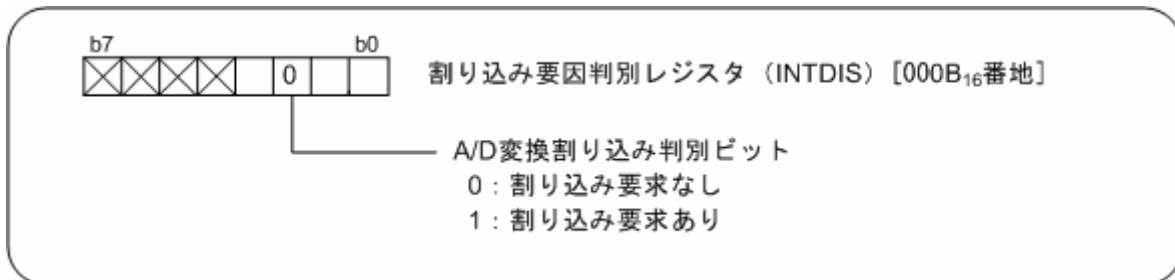 b7 b0
0 割り込み要因判別レジスタ（INTDIS）[000B₁₆番地]
A/D変換割り込み判別ビット
0：割り込み要求なし
1：割り込み要求あり